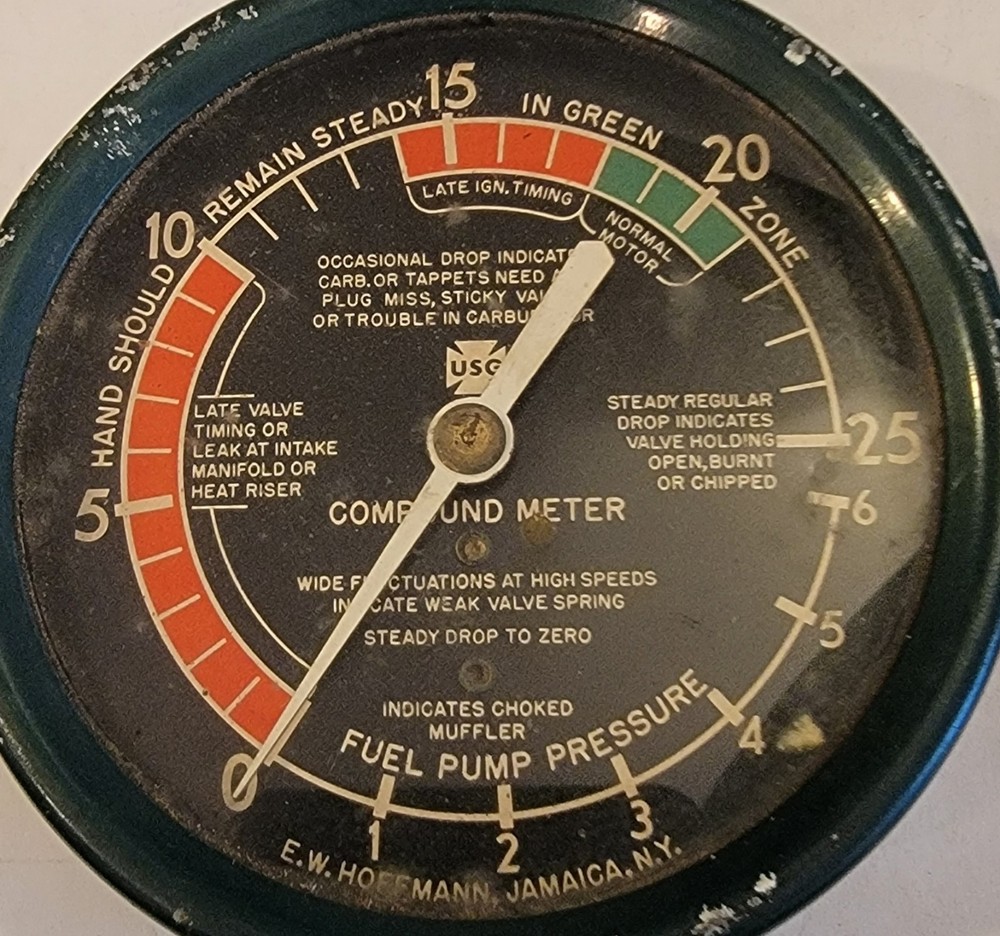 HAND SHOULD REMAIN STEADY IN GREEN ZONE
0
5
10
15
20
25
LATE IGN. TIMING
NORMAL
MOTOR
OCCASIONAL DROP
CARB. OR TAPPETS NEED
PLUG MISS, STICKY
OR TROUBLE IN
USG
LATE VALVE
TIMING OR
LEAK AT INTAKE
MANIFOLD OR
HEAT RISER
STEADY REGULAR
DROP INDICATES
VALVE HOLDING
OPEN, BURNT
OR CHIPPED
COMPOUND METER
WIDE FLUCTUATIONS AT HIGH SPEEDS
INDICATE WEAK VALVE SPRING
STEADY DROP TO ZERO
INDICATES CHOKED
MUFFLER
FUEL PUMP PRESSURE
1
2
3
4
5
6
E.W. HOFFMANN, JAMAICA, N.Y.